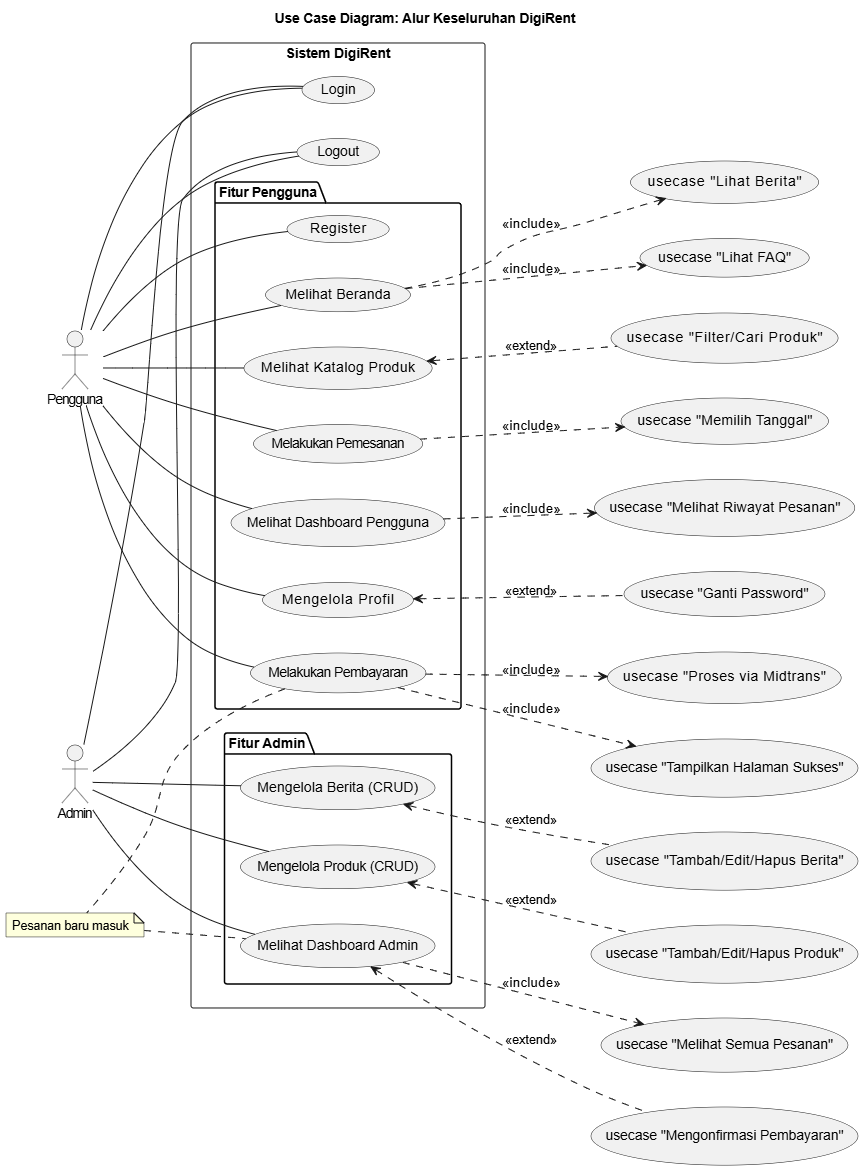 Use Case Diagram: Alur Keseluruhan DigiRent
Sistem DigiRent
Login
Logout
Fitur Pengguna
Register
Melihat Beranda
Melihat Katalog Produk
Melakukan Pemesanan
Melihat Dashboard Pengguna
Mengelola Profil
Melakukan Pembayaran
Fitur Admin
Mengelola Berita (CRUD)
Mengelola Produk (CRUD)
Melihat Dashboard Admin
Pengguna
Admin
Pesanan baru masuk
«include»
«include»
«extend»
«include»
«include»
«extend»
«include»
«include»
«extend»
«extend»
«include»
«extend»
usecase "Lihat Berita"
usecase "Lihat FAQ"
usecase "Filter/Cari Produk"
usecase "Memilih Tanggal"
usecase "Melihat Riwayat Pesanan"
usecase "Ganti Password"
usecase "Proses via Midtrans"
usecase "Tampilkan Halaman Sukses"
usecase "Tambah/Edit/Hapus Berita"
usecase "Tambah/Edit/Hapus Produk"
usecase "Melihat Semua Pesanan"
usecase "Mengonfirmasi Pembayaran"